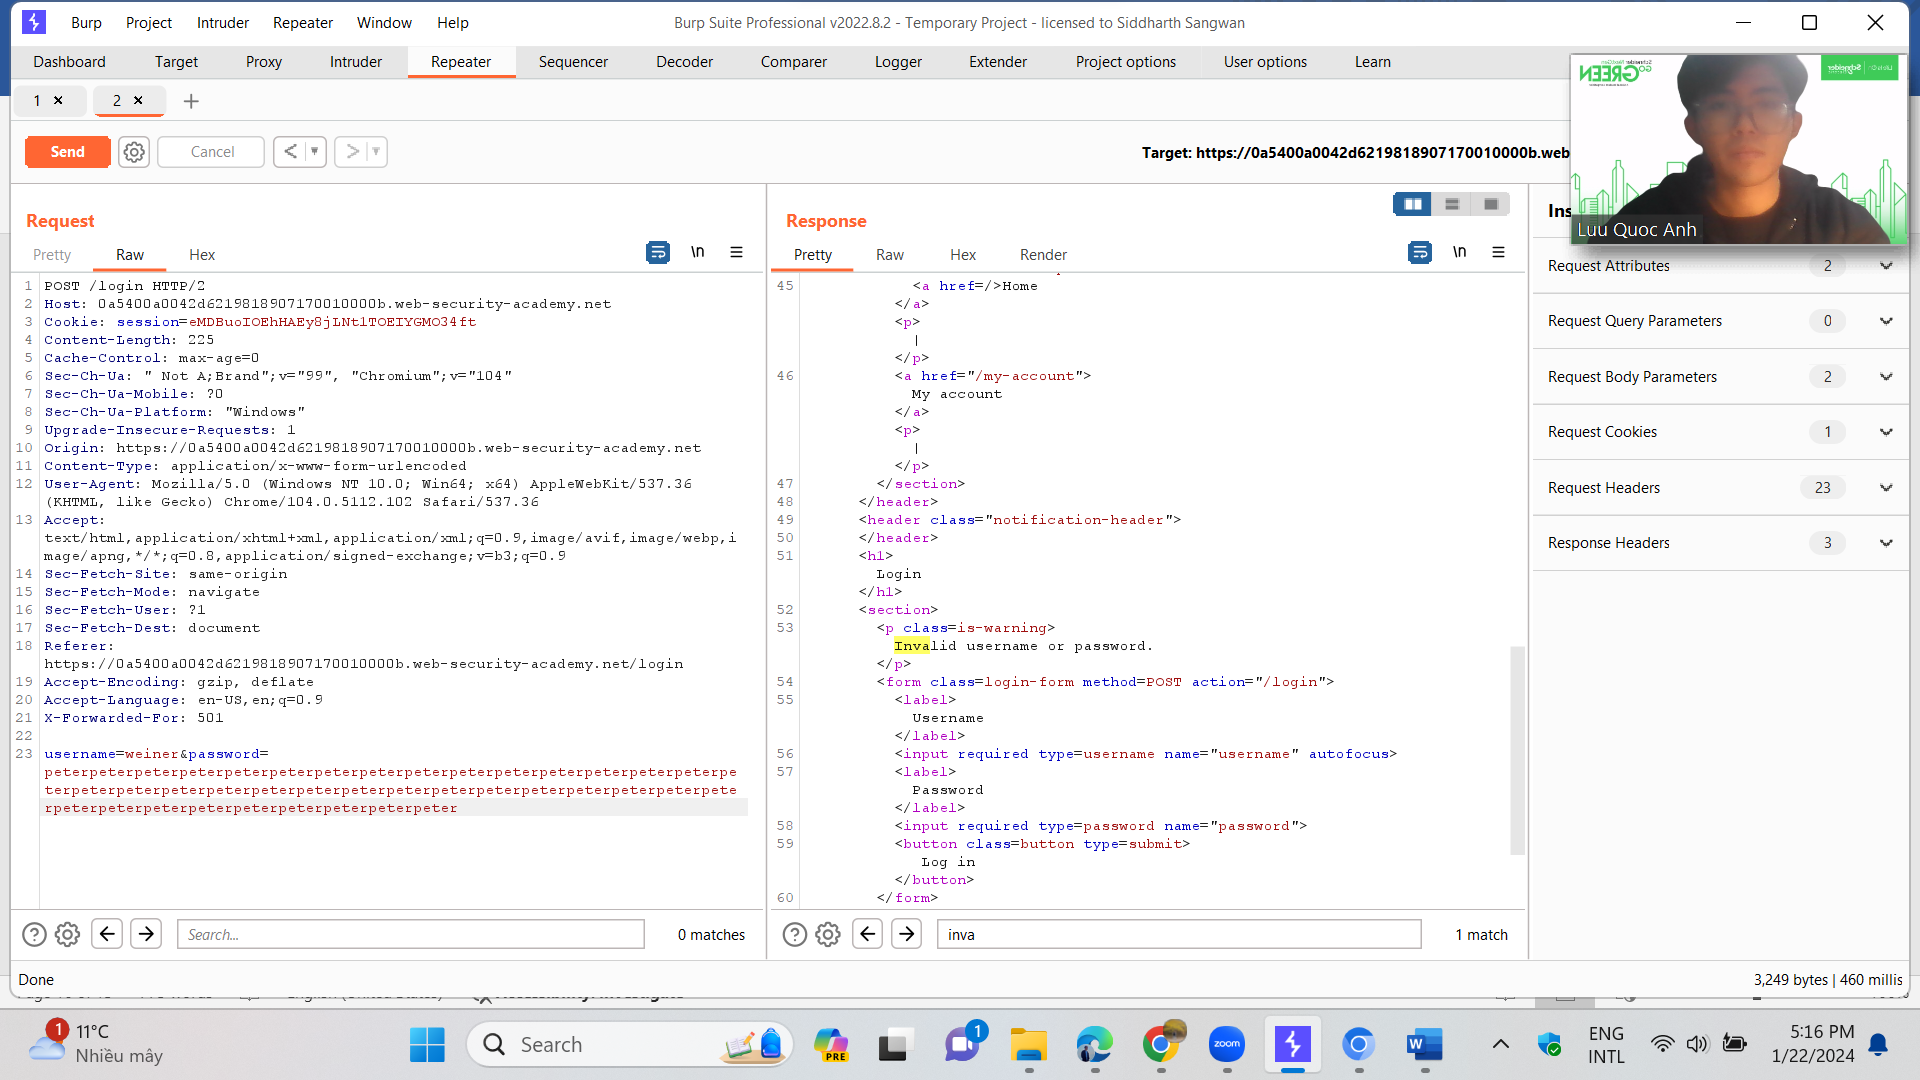 Burp Project Intruder Repeater Window Help
Burp Suite Professional v2022.8.2 - Temporary Project - licensed to Siddharth Sangwan
Dashboard Target Proxy Intruder Repeater Sequencer Decoder Comparer Logger Extender Project options User options Learn
1 × 2 × +
Send Cancel < >
Target: https://0a5400a0042d6219818907170010000b.web
GREEN
Schneider
Luu Quoc Anh
Request
Pretty Raw Hex \n
1 POST /login HTTP/2
2 Host: 0a5400a0042d6219818907170010000b.web-security-academy.net
3 Cookie: session=eMDBuoIOEhHAEy8jLNt1TOEIYGMO34ft
4 Content-Length: 225
5 Cache-Control: max-age=0
6 Sec-Ch-Ua: " Not A;Brand";v="99", "Chromium";v="104"
7 Sec-Ch-Ua-Mobile: ?0
8 Sec-Ch-Ua-Platform: "Windows"
9 Upgrade-Insecure-Requests: 1
10 Origin: https://0a5400a0042d6219818907170010000b.web-security-academy.net
11 Content-Type: application/x-www-form-urlencoded
12 User-Agent: Mozilla/5.0 (Windows NT 10.0; Win64; x64) AppleWebKit/537.36
(KHTML, like Gecko) Chrome/104.0.5112.102 Safari/537.36
13 Accept:
text/html,application/xhtml+xml,application/xml;q=0.9,image/avif,image/webp,i
mage/apng,*/*;q=0.8,application/signed-exchange;v=b3;q=0.9
14 Sec-Fetch-Site: same-origin
15 Sec-Fetch-Mode: navigate
16 Sec-Fetch-User: ?1
17 Sec-Fetch-Dest: document
18 Referer:
https://0a5400a0042d6219818907170010000b.web-security-academy.net/login
19 Accept-Encoding: gzip, deflate
20 Accept-Language: en-US,en;q=0.9
21 X-Forwarded-For: 501
22
23 username=weiner&password=
peterpeterpeterpeterpeterpeterpeterpeterpeterpeterpeterpeterpeterpeterpeterpe
terpeterpeterpeterpeterpeterpeterpeterpeterpeterpeterpeterpeterpeterpeterpete
rpeterpeterpeterpeterpeterpeterpeterpeterpeter
Search... 0 matches
Response
Pretty Raw Hex Render \n
45 <a href=/>Home
</a>
<p>
|
</p>
46 <a href="/my-account">
My account
</a>
<p>
|
</p>
47 </section>
48 </header>
49 <header class="notification-header">
50 </header>
51 <h1>
Login
</h1>
52 <section>
53 <p class=is-warning>
Invalid username or password.
</p>
54 <form class=login-form method=POST action="/login">
55 <label>
Username
</label>
56 <input required type=username name="username" autofocus>
57 <label>
Password
</label>
58 <input required type=password name="password">
59 <button class=button type=submit>
Log in
</button>
60 </form>
inva 1 match
Ins
Request Attributes 2
Request Query Parameters 0
Request Body Parameters 2
Request Cookies 1
Request Headers 23
Response Headers 3
Done 3,249 bytes | 460 millis
1 11°C
Nhiều mây
Search
PRE
1
zoom
W
ENG
INTL
5:16 PM
1/22/2024